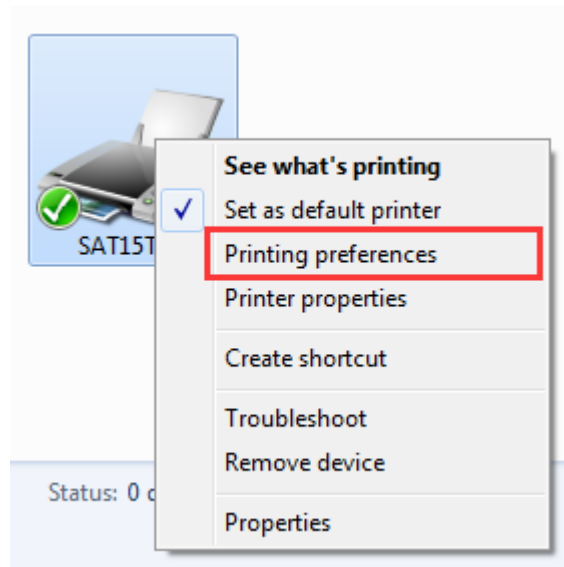 See what's printing
Set as default printer
SAT15T
Printing preferences
Printer properties
Create shortcut
Troubleshoot
Remove device
Status: 0
Properties